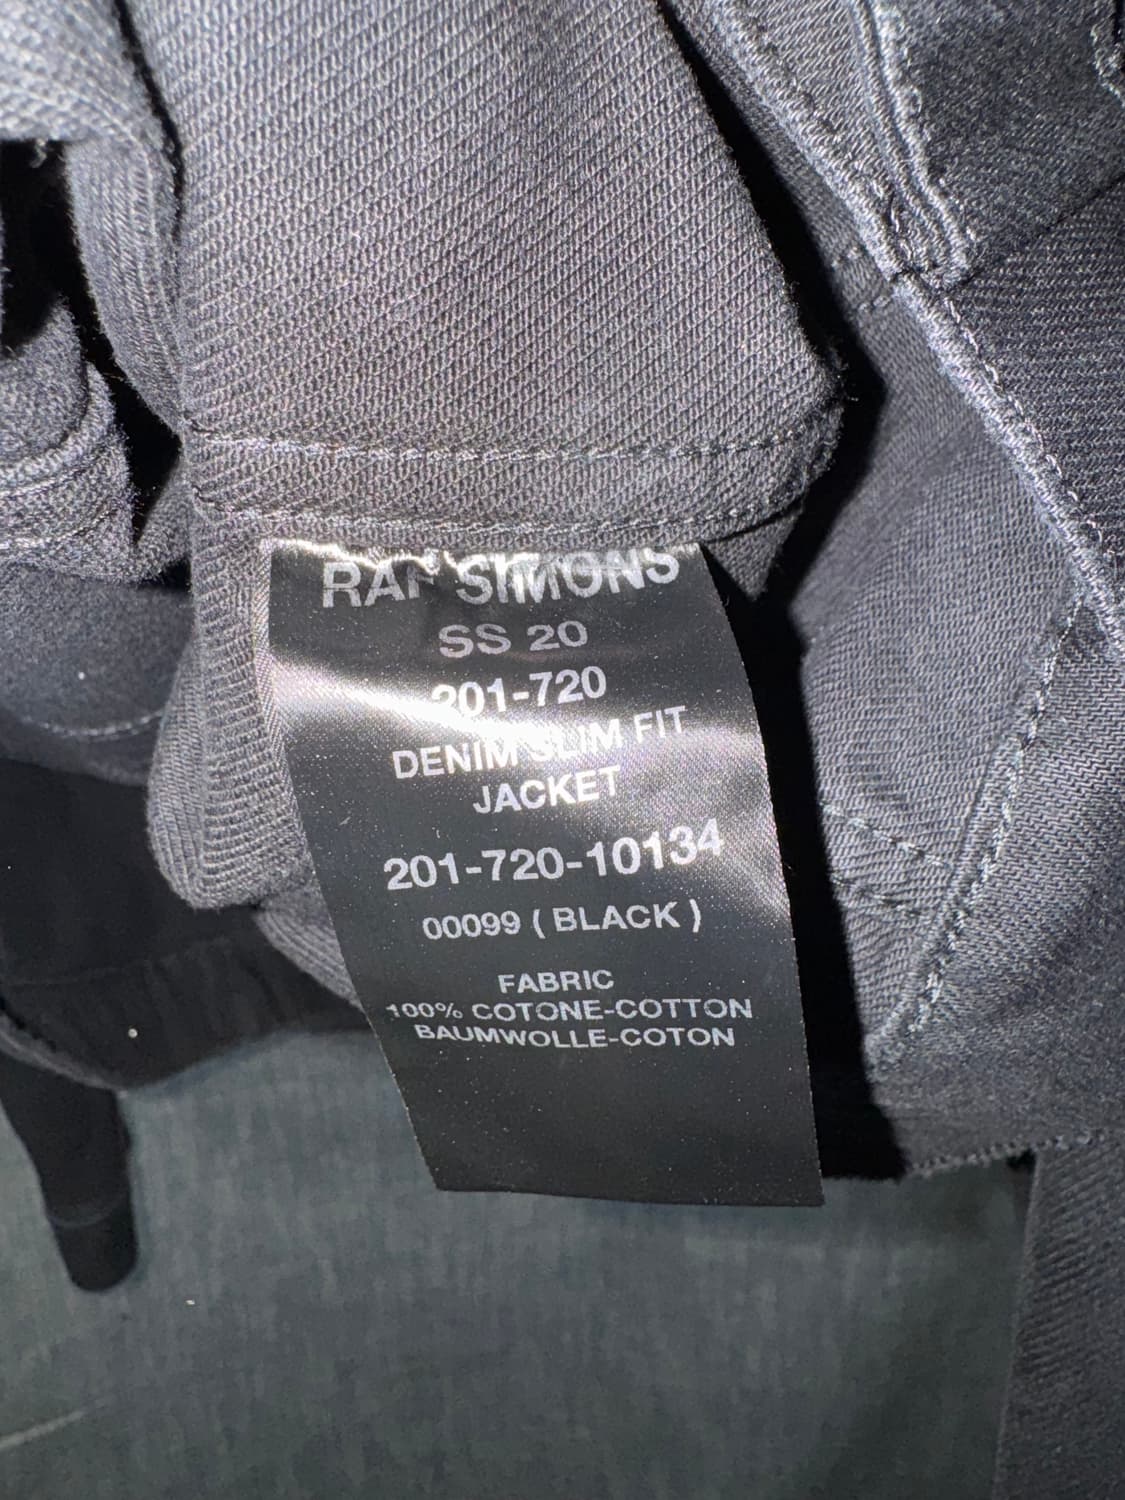 RAF SIMONS
SS 20
201-720
DENIM SLIM FIT
JACKET
201-720-10134
00099 ( BLACK )
FABRIC
100% COTONE-COTTON
BAUMWOLLE-COTON